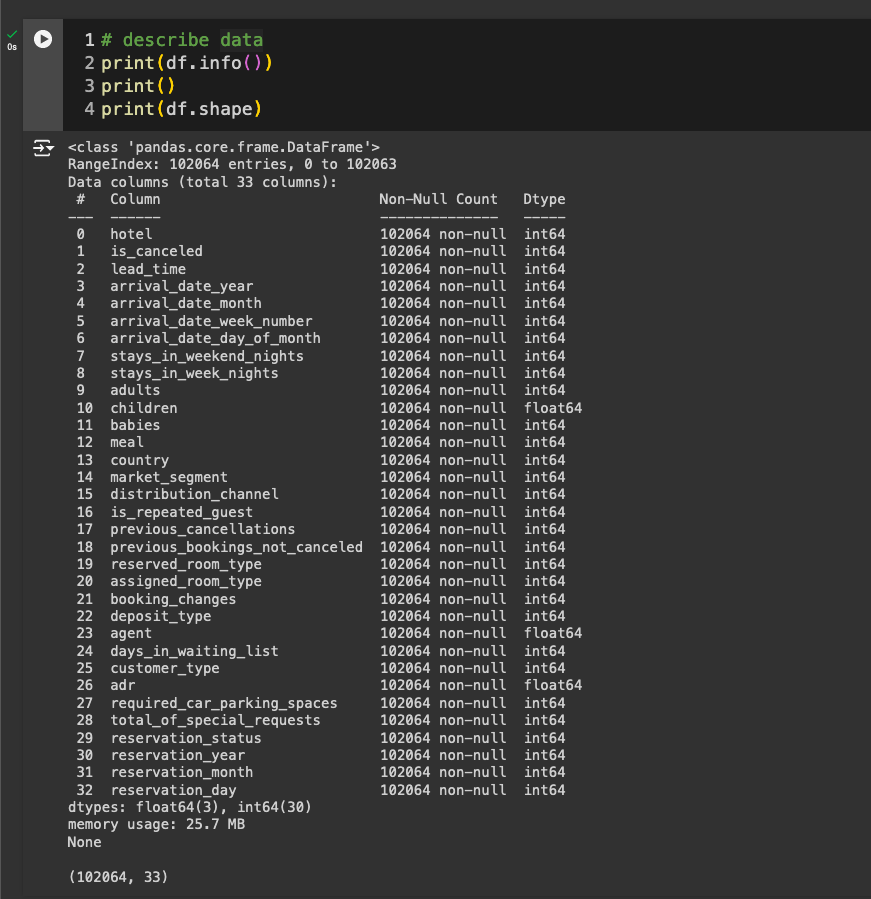 0s
1 # describe data
2 print(df.info())
3 print()
4 print(df.shape)
<class 'pandas.core.frame.DataFrame'>
RangeIndex: 102064 entries, 0 to 102063
Data columns (total 33 columns):
 #   Column                          Non-Null Count   Dtype
---  ------                          --------------   -----
 0   hotel                           102064 non-null  int64
 1   is_canceled                     102064 non-null  int64
 2   lead_time                       102064 non-null  int64
 3   arrival_date_year               102064 non-null  int64
 4   arrival_date_month              102064 non-null  int64
 5   arrival_date_week_number        102064 non-null  int64
 6   arrival_date_day_of_month       102064 non-null  int64
 7   stays_in_weekend_nights         102064 non-null  int64
 8   stays_in_week_nights            102064 non-null  int64
 9   adults                          102064 non-null  int64
 10  children                        102064 non-null  float64
 11  babies                          102064 non-null  int64
 12  meal                            102064 non-null  int64
 13  country                         102064 non-null  int64
 14  market_segment                  102064 non-null  int64
 15  distribution_channel            102064 non-null  int64
 16  is_repeated_guest               102064 non-null  int64
 17  previous_cancellations          102064 non-null  int64
 18  previous_bookings_not_canceled  102064 non-null  int64
 19  reserved_room_type              102064 non-null  int64
 20  assigned_room_type              102064 non-null  int64
 21  booking_changes                 102064 non-null  int64
 22  deposit_type                    102064 non-null  int64
 23  agent                           102064 non-null  float64
 24  days_in_waiting_list            102064 non-null  int64
 25  customer_type                   102064 non-null  int64
 26  adr                             102064 non-null  float64
 27  required_car_parking_spaces     102064 non-null  int64
 28  total_of_special_requests       102064 non-null  int64
 29  reservation_status              102064 non-null  int64
 30  reservation_year                102064 non-null  int64
 31  reservation_month               102064 non-null  int64
 32  reservation_day                 102064 non-null  int64
dtypes: float64(3), int64(30)
memory usage: 25.7 MB
None
(102064, 33)